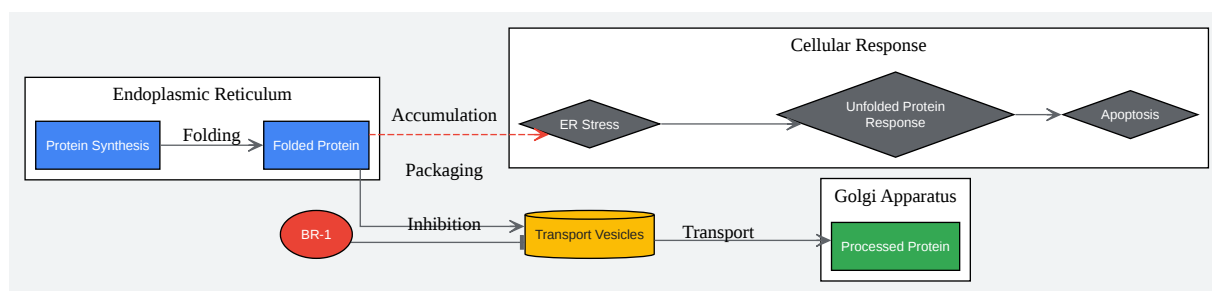 Cellular Response
Endoplasmic Reticulum
Accumulation
Protein Synthesis
Folding
Folded Protein
ER Stress
Unfolded Protein
Response
Apoptosis
Packaging
Golgi Apparatus
BR-1
Inhibition
Transport Vesicles
Transport
Processed Protein